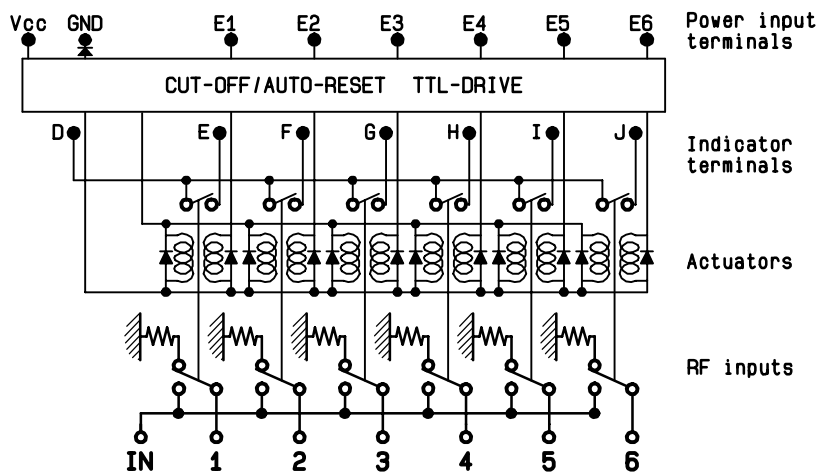 Vcc GND E1 E2 E3 E4 E5 E6 Power input
terminals
CUT-OFF/AUTO-RESET TTL-DRIVE
D E F G H I J Indicator
terminals
Actuators
RF inputs
IN 1 2 3 4 5 6